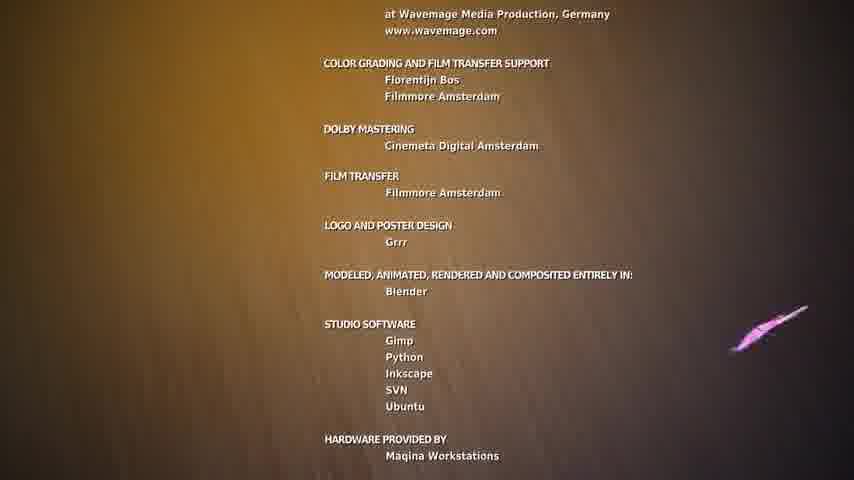 at Wavemage Media Production, Germany
www.wavemage.com
COLOR GRADING AND FILM TRANSFER SUPPORT
Florentijn Bos
Filmmore Amsterdam
DOLBY MASTERING
Cinemeta Digital Amsterdam
FILM TRANSFER
Filmmore Amsterdam
LOGO AND POSTER DESIGN
Grrr
MODELED, ANIMATED, RENDERED AND COMPOSITED ENTIRELY IN:
Blender
STUDIO SOFTWARE
Gimp
Python
Inkscape
SVN
Ubuntu
HARDWARE PROVIDED BY
Maqina Workstations